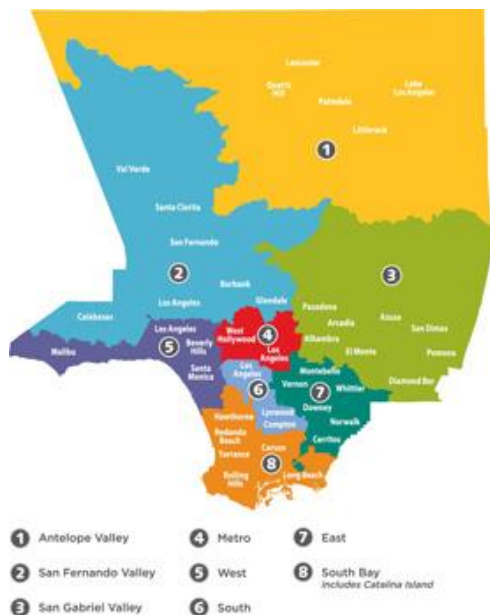 Lancaster
Quartz
Hill
Lake
Los Angeles
Palmdale
Littlerock
1
Val Verde
Santa Clarita
San Fernando
2
3
Burbank
Los Angeles
Glendale
Calabasas
Pasadena
Arcadia
Azusa
San Dimas
Los Angeles
West
Hollywood
4
Alhambra
5
Beverly
Hills
Malibu
Los
Angeles
El Monte
Pomona
Santa
Monica
Los
Angeles
Montebello
Diamond Bar
6
Vernon
7
Whittier
Hawthorne
Lynwood
Downey
Compton
Norwalk
Redondo
Beach
Cerritos
Torrance
Carson
8
Rolling
Hills
Long Beach
1 Antelope Valley
2 San Fernando Valley
3 San Gabriel Valley
4 Metro
5 West
6 South
7 East
8 South Bay
Includes Catalina Island